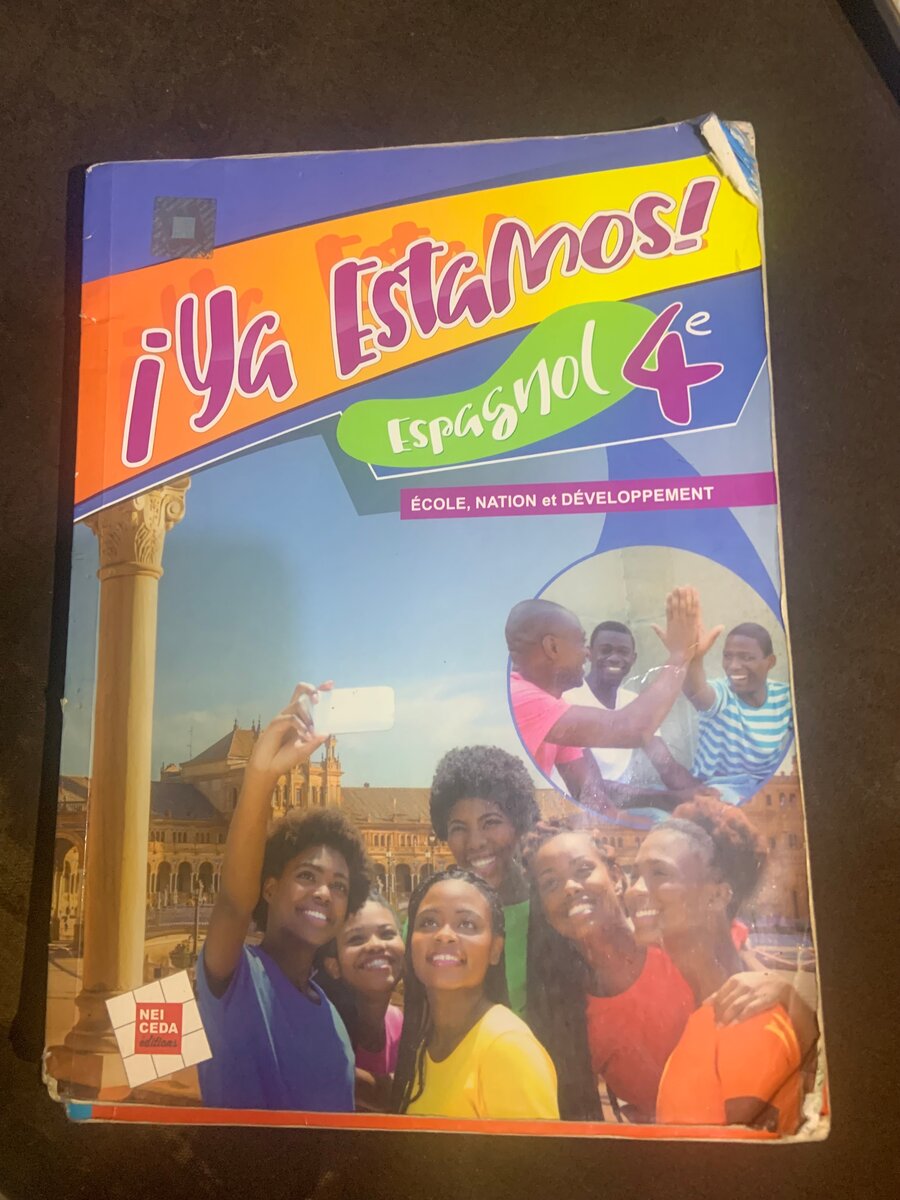 ¡Ya Estamos!
Espagnol 4e
ÉCOLE, NATION et DÉVELOPPEMENT
NEI
CEDA
éditions